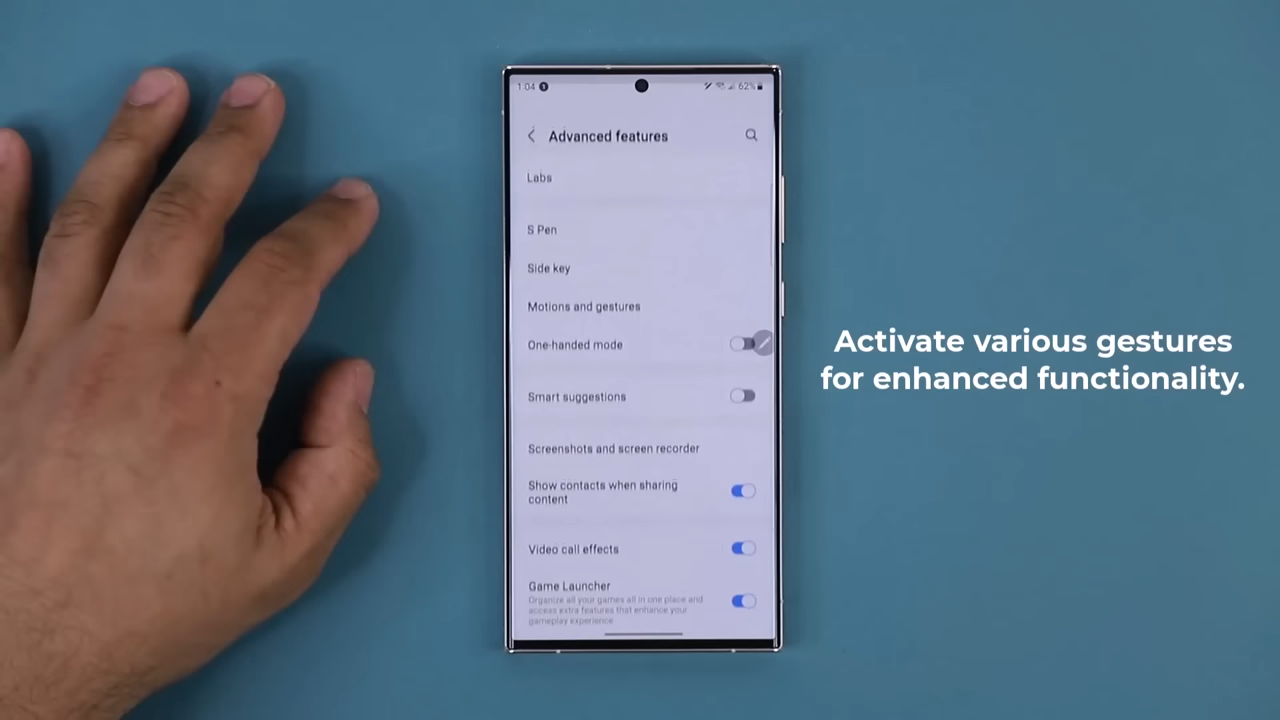 1:04
62%
Advanced features
Labs
S Pen
Side key
Motions and gestures
One-handed mode
Smart suggestions
Screenshots and screen recorder
Show contacts when sharing
content
Video call effects
Game Launcher
Organize all your games all in one place and
access extra features that enhance your
gameplay experience
Activate various gestures
for enhanced functionality.